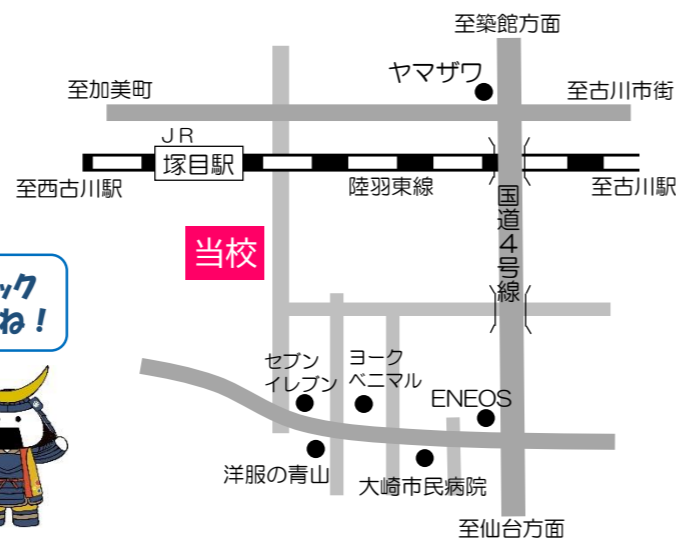 至築館方面
ヤマザワ
至加美町
至古川市街
JR
塚目駅
至西古川駅
陸羽東線
至古川駅
国道4号線
当校
ック
ね！
セブン
イレブン
ヨーク
ベニマル
ENEOS
洋服の青山
大崎市民病院
至仙台方面